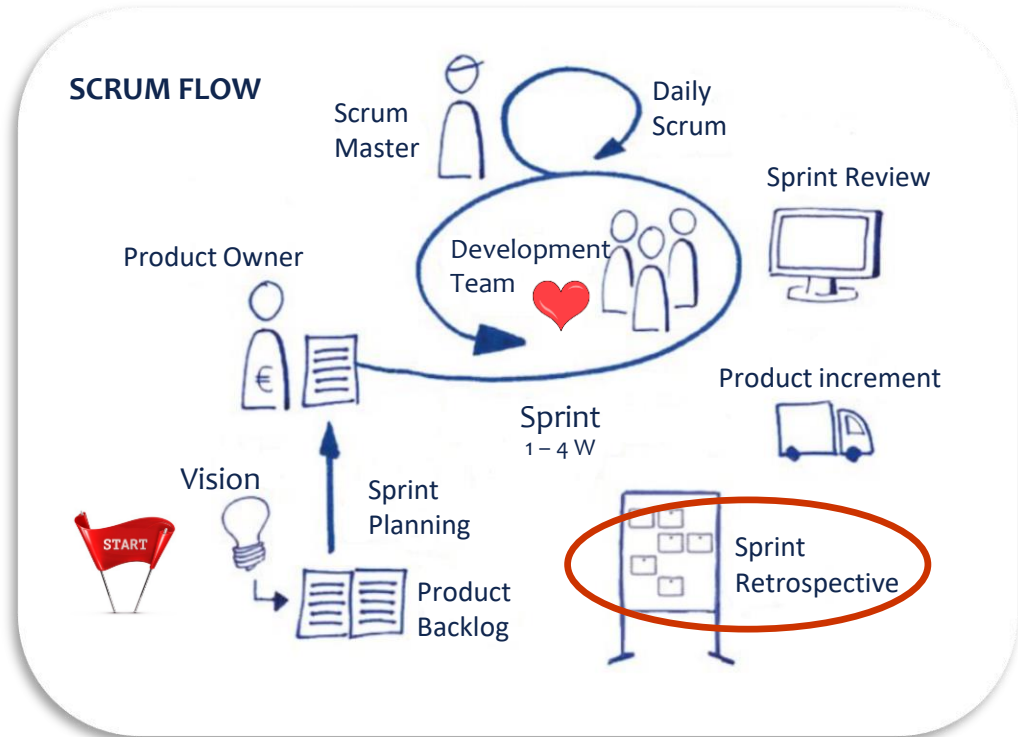 SCRUM FLOW
Scrum
Master
Daily
Scrum
Sprint Review
Product Owner
Development
Team
€
Product increment
Sprint
1 – 4 W
Vision
Sprint
Planning
START
Product
Backlog
Sprint
Retrospective